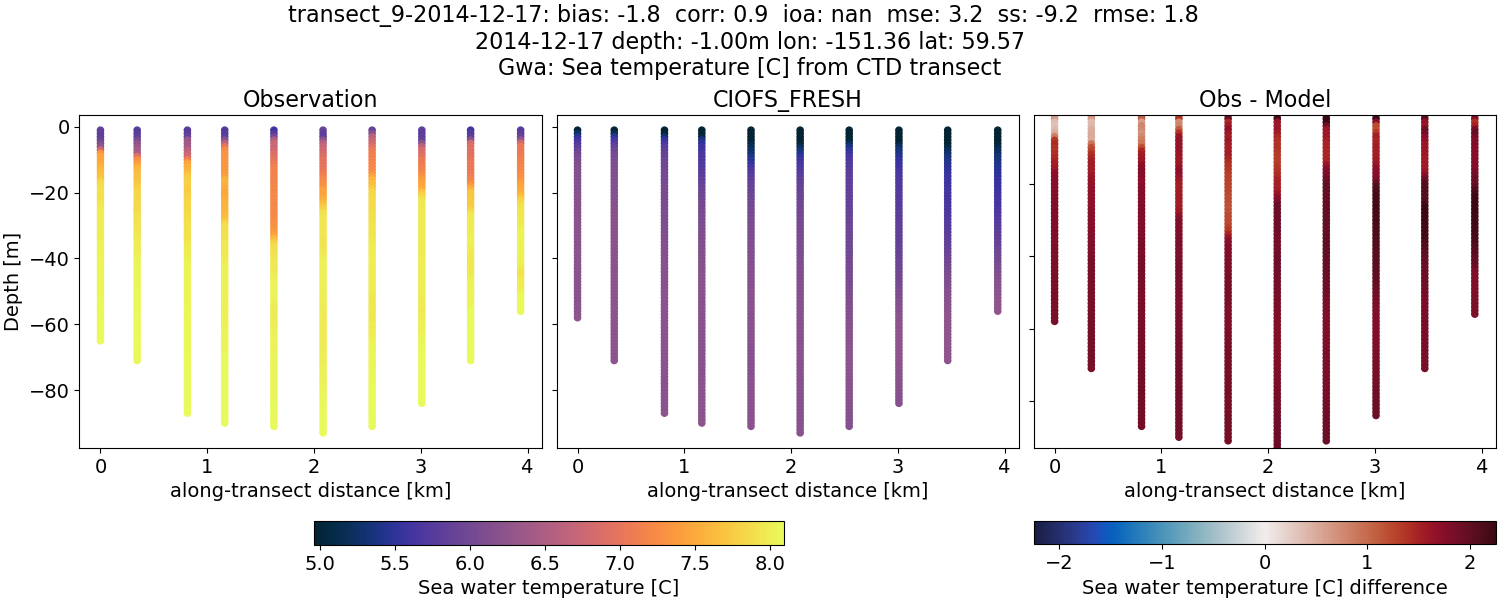 transect_9-2014-12-17: bias: -1.8  corr: 0.9  ioa: nan  mse: 3.2  ss: -9.2  rmse: 1.8
2014-12-17 depth: -1.00m lon: -151.36 lat: 59.57
Gwa: Sea temperature [C] from CTD transect
Observation
CIOFS_FRESH
Obs - Model
Depth [m]
0
−20
−40
−60
−80
0 1 2 3 4
0 1 2 3 4
0 1 2 3 4
along-transect distance [km]
along-transect distance [km]
along-transect distance [km]
5.0 5.5 6.0 6.5 7.0 7.5 8.0
Sea water temperature [C]
−2 −1 0 1 2
Sea water temperature [C] difference